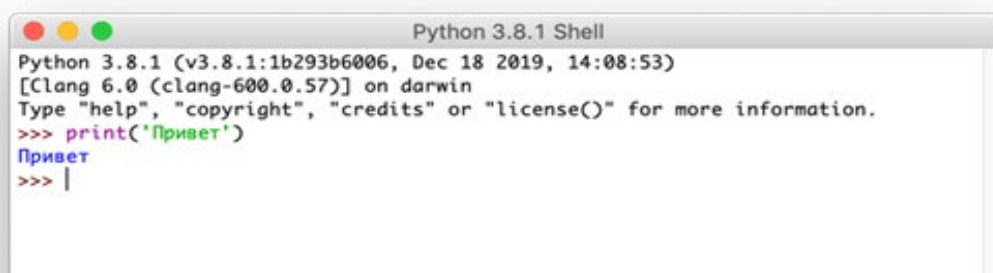 Python 3.8.1 Shell
Python 3.8.1 (v3.8.1:1b293b6006, Dec 18 2019, 14:08:53)
[Clang 6.0 (clang-600.0.57)] on darwin
Type "help", "copyright", "credits" or "license()" for more information.
>>> print('Привет')
Привет
>>>